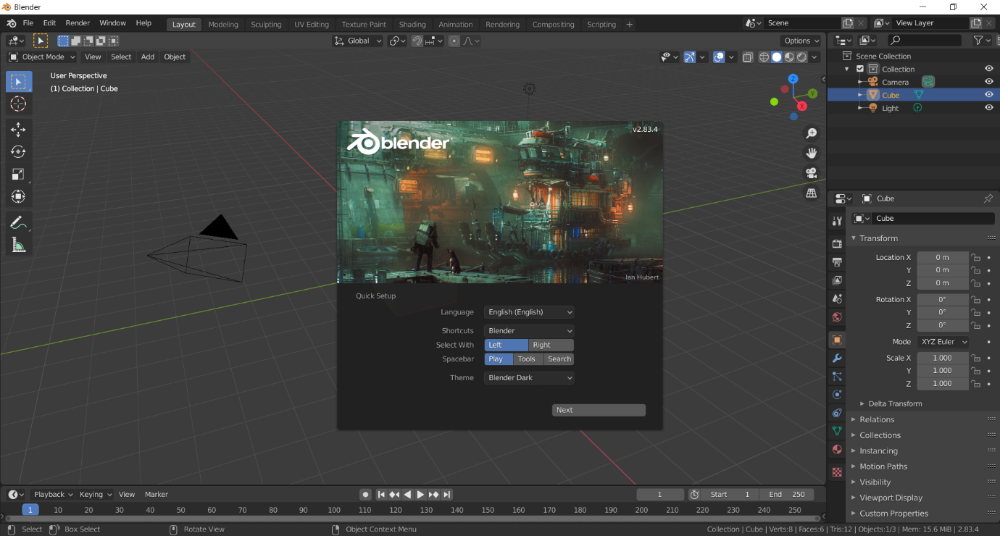 Blender
File Edit Render Window Help Layout Modeling Sculpting UV Editing Texture Paint Shading Animation Rendering Compositing Scripting + Scene View Layer
Global Options
Object Mode View Select Add Object
User Perspective
(1) Collection | Cube
Z
Y
X
blender
v2.83.4
Ian Hubert
Quick Setup
Language English (English)
Shortcuts Blender
Select With Left Right
Spacebar Play Tools Search
Theme Blender Dark
Next
Scene Collection
Collection
Camera
Cube
Light
Cube
Cube
Transform
Location X 0 m
Y 0 m
Z 0 m
Rotation X 0°
Y 0°
Z 0°
Mode XYZ Euler
Scale X 1.000
Y 1.000
Z 1.000
Delta Transform
Relations
Collections
Instancing
Motion Paths
Visibility
Viewport Display
Custom Properties
Playback Keying View Marker 1 Start 1 End 250
1 10 20 30 40 50 60 70 80 90 100 110 120 130 140 150 160 170 180 190 200 210 220 230 240 250
Select Box Select Rotate View Object Context Menu Collection | Cube | Verts:8 | Faces:6 | Tris:12 | Objects:1/3 | Mem: 15.6 MiB | 2.83.4